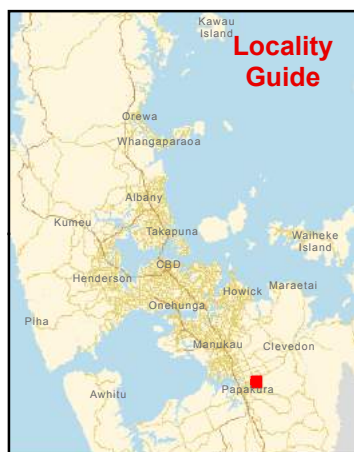 Kawau
Island
Locality
Guide
Orewa
Whangaparaoa
Albany
Takapuna
Kumeu
Waiheke
Island
CBD
Henderson
Howick
Maraetai
Onehunga
Piha
Manukau
Clevedon
Papakura
Awhitu